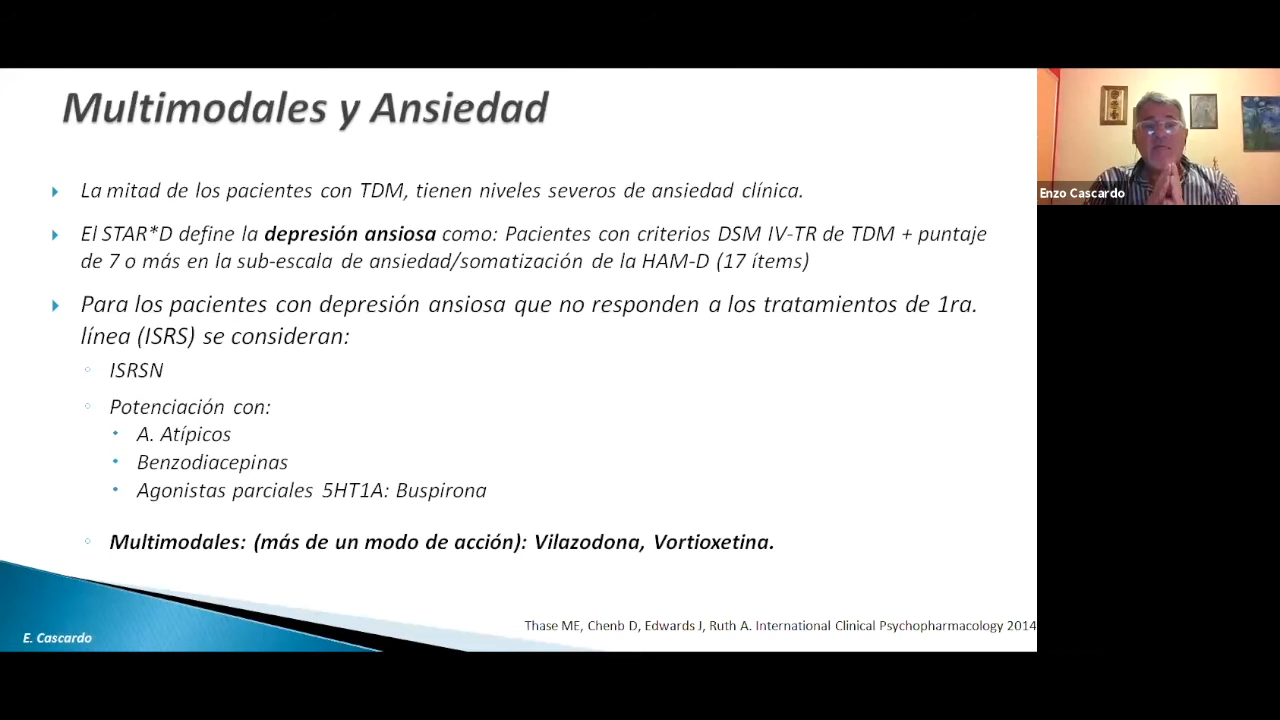 Multimodales y Ansiedad
La mitad de los pacientes con TDM, tienen niveles severos de ansiedad clínica.
El STAR*D define la depresión ansiosa como: Pacientes con criterios DSM IV-TR de TDM + puntaje
de 7 o más en la sub-escala de ansiedad/somatización de la HAM-D (17 ítems)
Para los pacientes con depresión ansiosa que no responden a los tratamientos de 1ra.
línea (ISRS) se consideran:
ISRSN
Potenciación con:
A. Atípicos
Benzodiacepinas
Agonistas parciales 5HT1A: Buspirona
Multimodales: (más de un modo de acción): Vilazodona, Vortioxetina.
Thase ME, Chenb D, Edwards J, Ruth A. International Clinical Psychopharmacology 2014
E. Cascardo
Enzo Cascardo